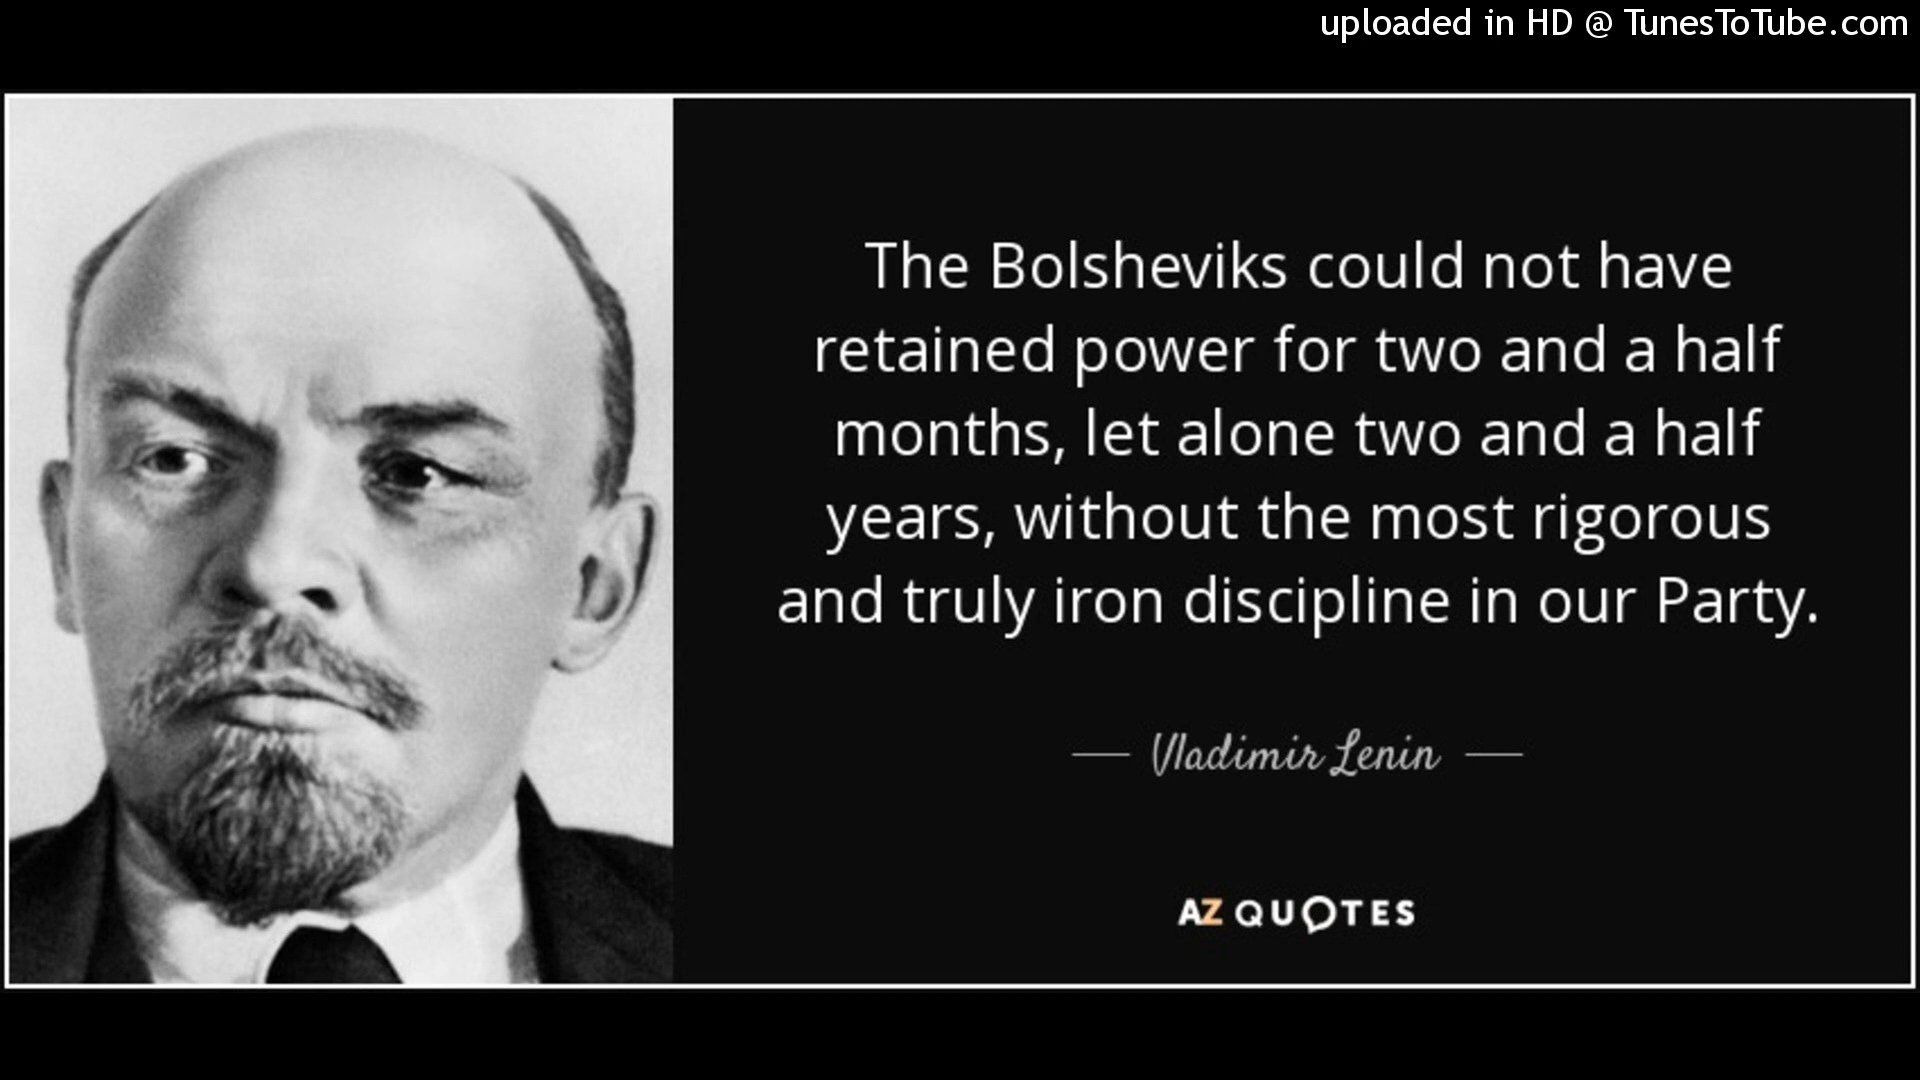 uploaded in HD @ TunesToTube.com
The Bolsheviks could not have
retained power for two and a half
months, let alone two and a half
years, without the most rigorous
and truly iron discipline in our Party.
Vladimir Lenin
AZ QUOTES